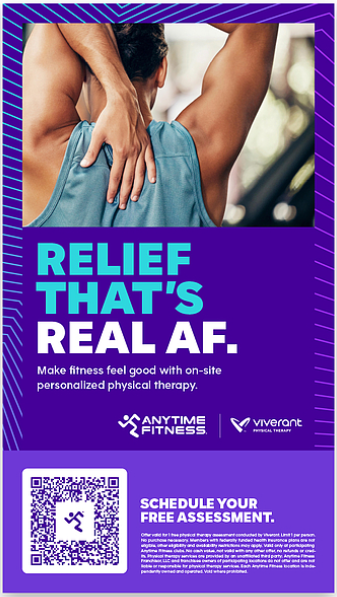 RELIEF
THAT'S
REAL AF.
Make fitness feel good with on-site
personalized physical therapy.
ANYTIME
FITNESS.
viverant
PHYSICAL THERAPY
SCHEDULE YOUR
FREE ASSESSMENT.
Offer valid for 1 free physical therapy assessment conducted by Viverant. Limit 1 per person.
No purchase necessary. Members with federally funded health insurance plans are not
eligible, other eligibility and availability restrictions may apply. Valid only at participating
Anytime Fitness clubs. No cash value, not valid with any other offer, no refunds or cred-
its. Physical therapy services are provided by an unaffiliated third party. Anytime Fitness
Franchisor LLC and franchise owners of participating locations do not offer and are not
liable or responsible for physical therapy services. Each Anytime Fitness location is inde-
pendently owned and operated. Void where prohibited.